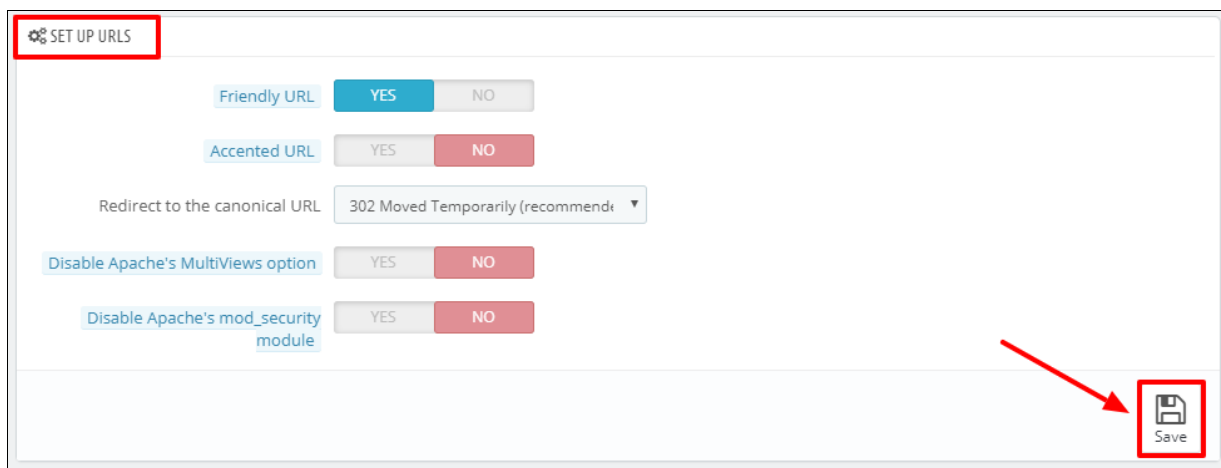 SET UP URLS
Friendly URL YES NO
Accented URL YES NO
Redirect to the canonical URL 302 Moved Temporarily (recommende
Disable Apache's MultiViews option YES NO
Disable Apache's mod_security YES NO
module
Save